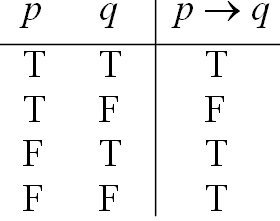 p q p → q
T T T
T F F
F T T
F F T